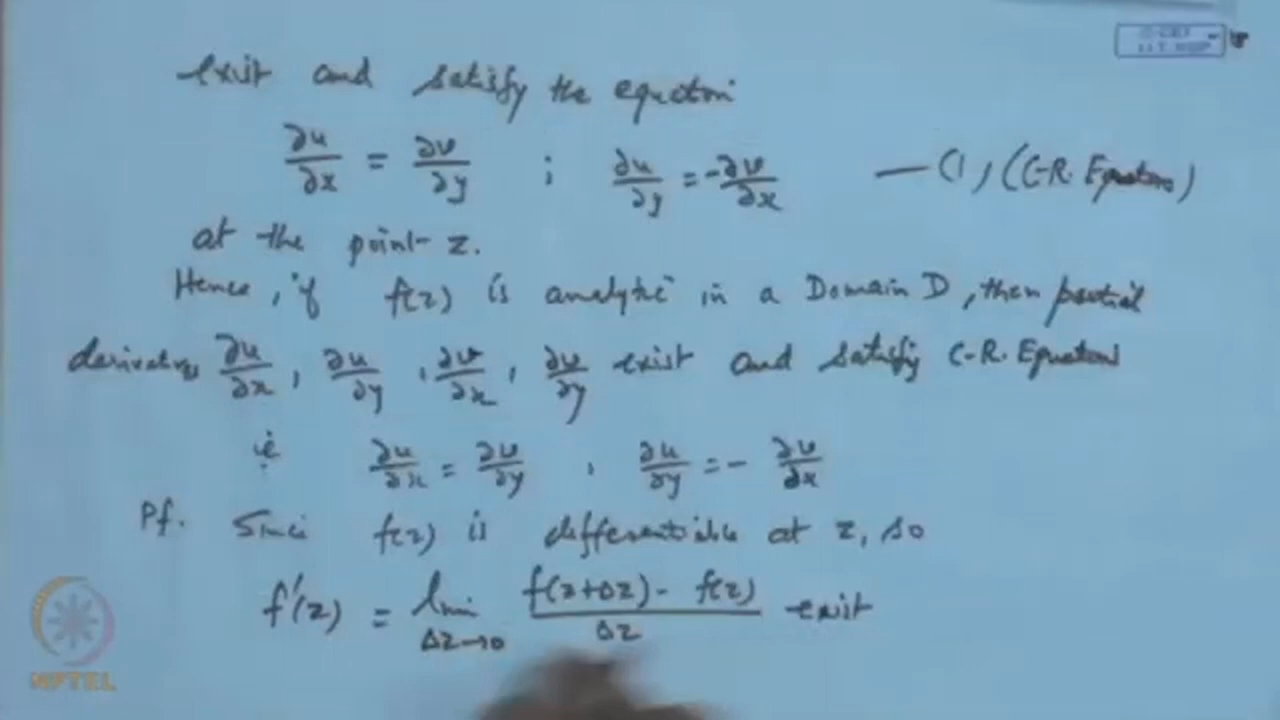 exist and satisfy the equation
∂u/∂x = ∂v/∂y ; ∂u/∂y = -∂v/∂x — (1) (C-R. Equations)
at the point z.
Hence, if f(z) is analytic in a Domain D, then partial
derivatives ∂u/∂x, ∂u/∂y, ∂v/∂x, ∂v/∂y exist and satisfy C-R. Equations
ie ∂u/∂x = ∂v/∂y , ∂u/∂y = - ∂v/∂x
Pf. Since f(z) is differentiable at z, so
f'(z) = lim Δz→0 f(z+Δz) - f(z) / Δz exist
NPTEL